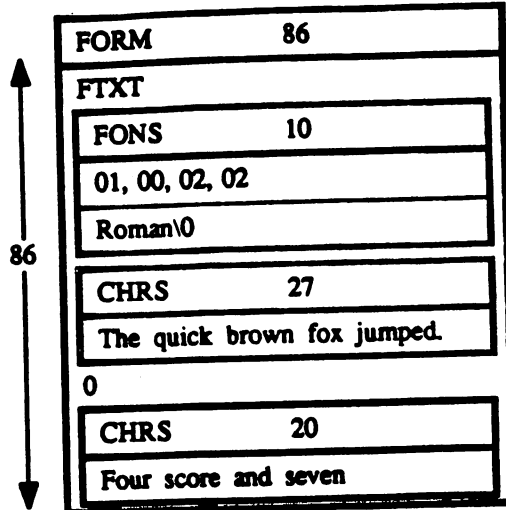 FORM 86
FTXT
FONS 10
01, 00, 02, 02
Roman\0
86
CHRS 27
The quick brown fox jumped.
0
CHRS 20
Four score and seven